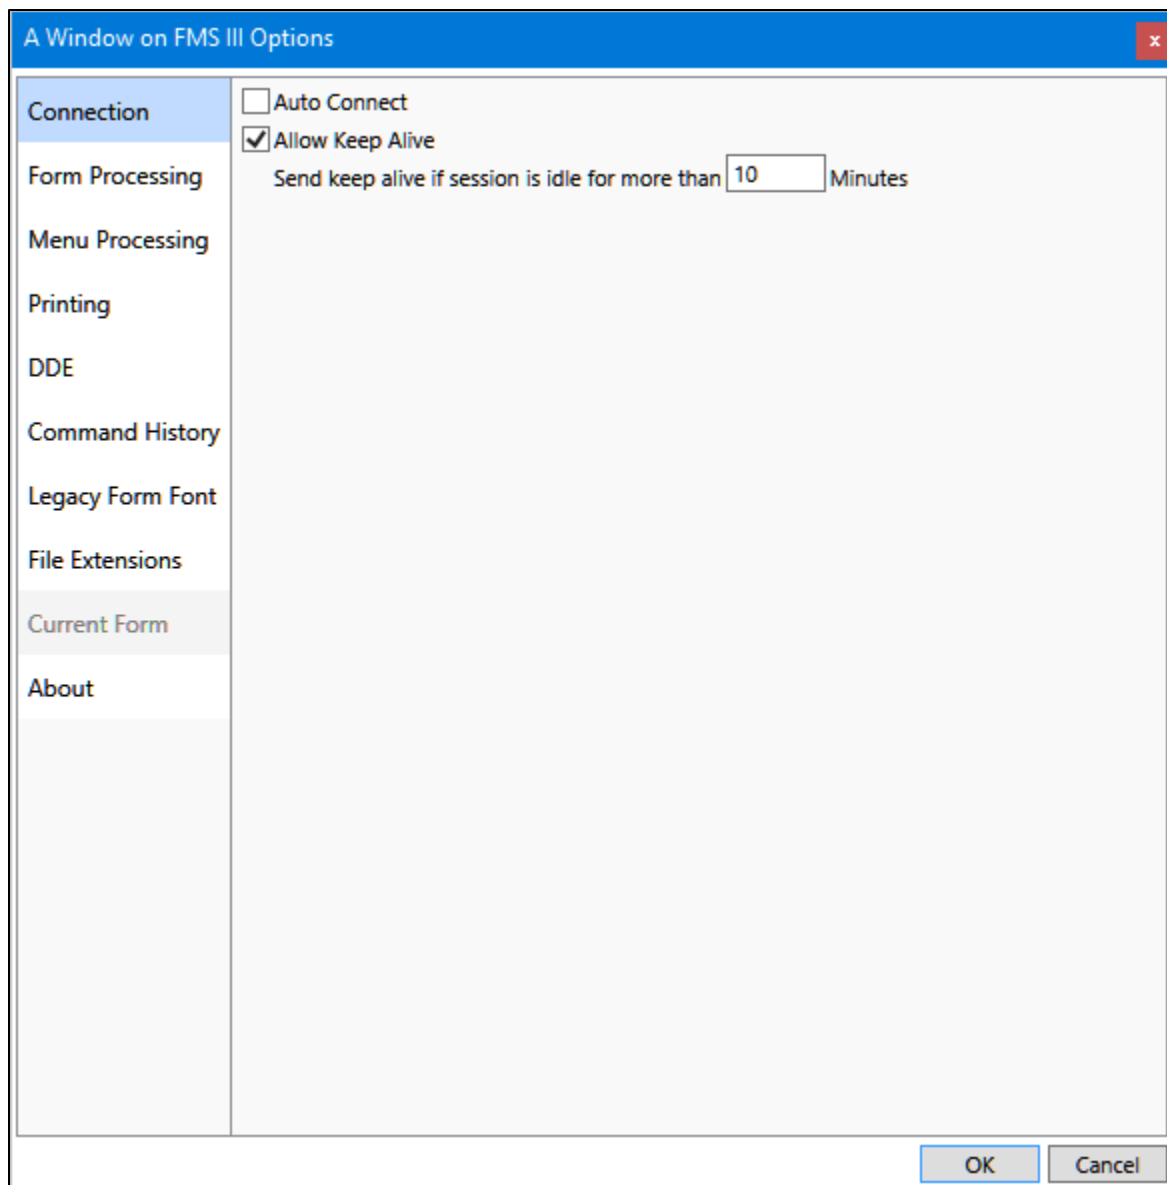 A Window on FMS III Options
x
Connection
Form Processing
Menu Processing
Printing
DDE
Command History
Legacy Form Font
File Extensions
Current Form
About
Auto Connect
Allow Keep Alive
Send keep alive if session is idle for more than 10 Minutes
OK
Cancel